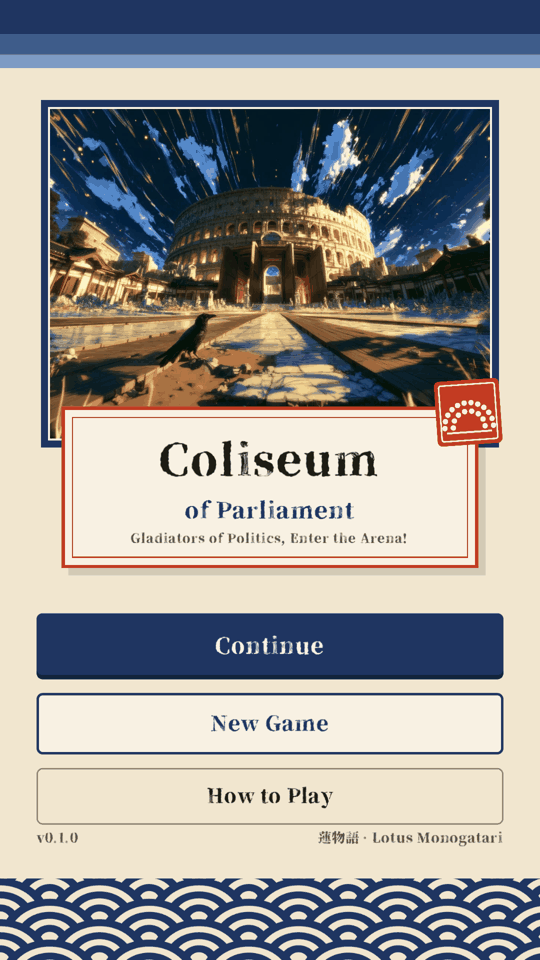 Coliseum
of Parliament
Gladiators of Politics, Enter the Arena!
Continue
New Game
How to Play
v0.1.0
蓮物語 · Lotus Monogatari